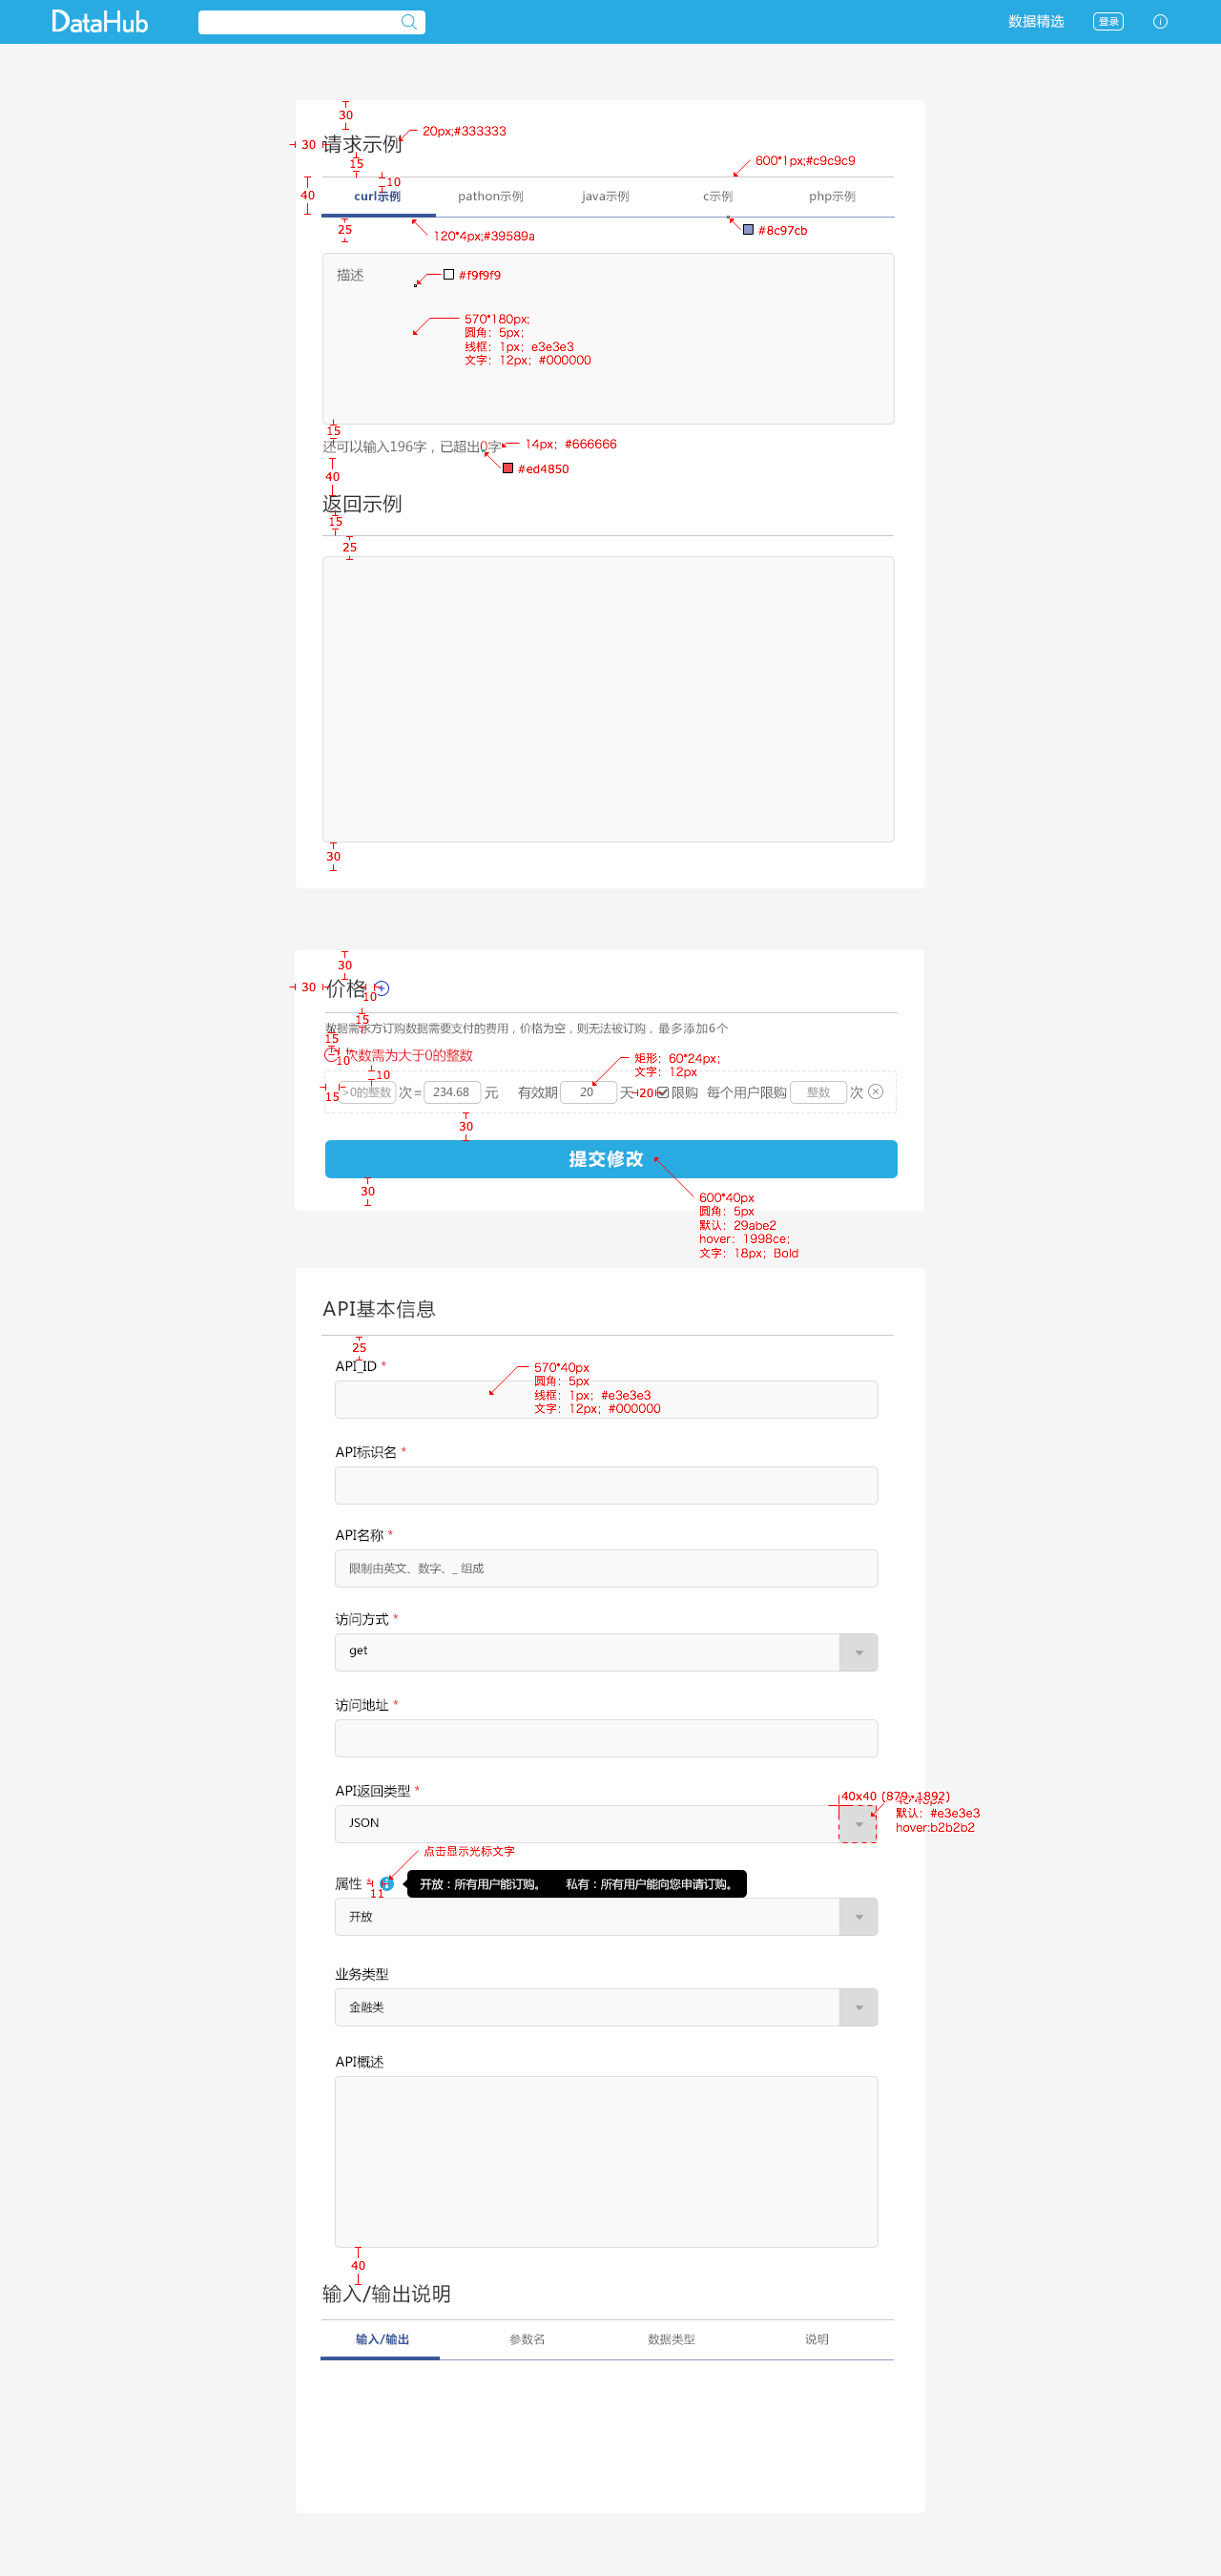 DataHub
数据精选
登录
30
30
请求示例
20px;#333333
15
600*1px;#c9c9c9
40
10
curl示例
pathon示例
java示例
c示例
php示例
25
120*4px;#39589a
#8c97cb
描述
#f9f9f9
570*180px;
圆角：5px;
线框：1px；e3e3e3
文字：12px；#000000
15
还可以输入196字，已超出0字
14px；#666666
#ed4850
40
返回示例
15
25
30
30
30
价格
10
15
数据需求方订购数据需要支付的费用，价格为空，则无法被订购，最多添加6个
15
10
次数需为大于0的整数
矩形：60*24px;
文字：12px
10
15
>0的整数 次= 234.68 元 有效期 20 天 20 限购 每个用户限购 整数 次
30
提交修改
30
600*40px
圆角：5px
默认：29abe2
hover：1998ce;
文字：18px；Bold
API基本信息
25
API_ID *
570*40px
圆角：5px
线框：1px；#e3e3e3
文字：12px；#000000
API标识名 *
API名称 *
限制由英文、数字、_ 组成
访问方式 *
get
访问地址 *
API返回类型 *
40x40 (879，1892)
JSON
默认：#e3e3e3
hover:b2b2b2
点击显示光标文字
属性 *
11
开放：所有用户能订购。 私有：所有用户能向您申请订购。
开放
业务类型
金融类
API概述
40
输入/输出说明
输入/输出
参数名
数据类型
说明